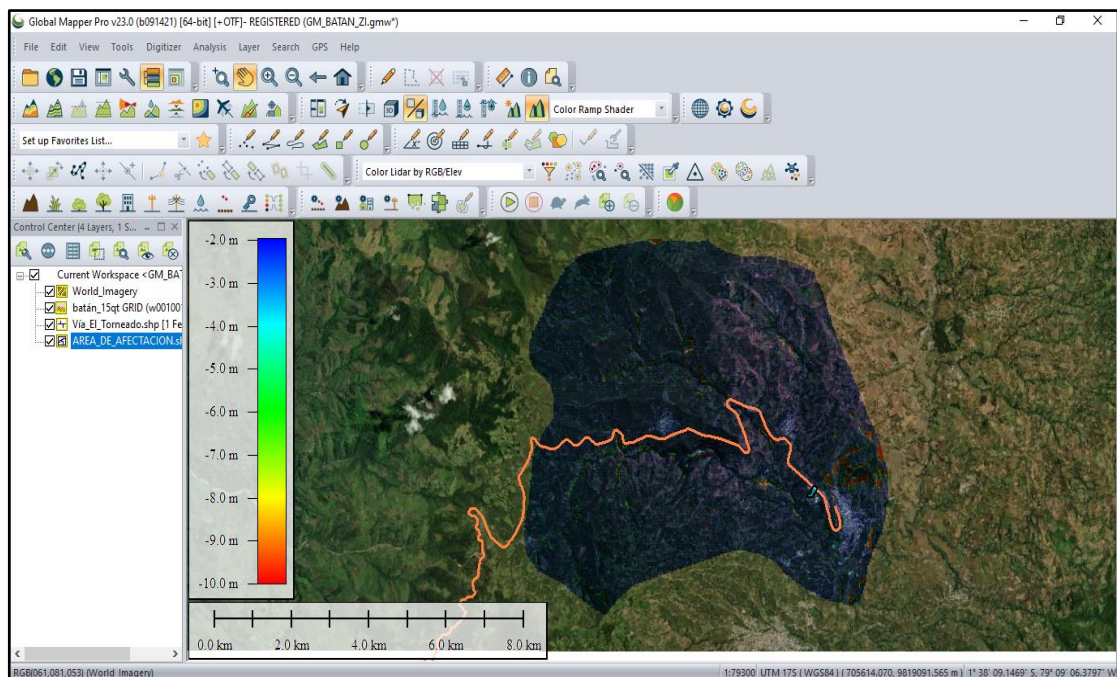 Global Mapper Pro v23.0 (b091421) [64-bit] [+OTF]- REGISTERED (GM_BATAN_ZI.gmw*)
File Edit View Tools Digitizer Analysis Layer Search GPS Help
Color Ramp Shader
Set up Favorites List...
Color Lidar by RGB/Elev
Control Center (4 Layers, 1 S...
Current Workspace <GM_BAT
World_Imagery
batán_15qt GRID (w001001
Vía_El_Torneado.shp [1 Fe
AREA_DE_AFECTACION.sh
-2.0 m
-3.0 m
-4.0 m
-5.0 m
-6.0 m
-7.0 m
-8.0 m
-9.0 m
-10.0 m
0.0 km 2.0 km 4.0 km 6.0 km 8.0 km
RGB(061,081,053) (World_Imagery) 1:79300 UTM 17S ( WGS84 ) ( 705614.070, 9819091.565 m ) 1° 38' 09.1469" S, 79° 09' 06.3797" W